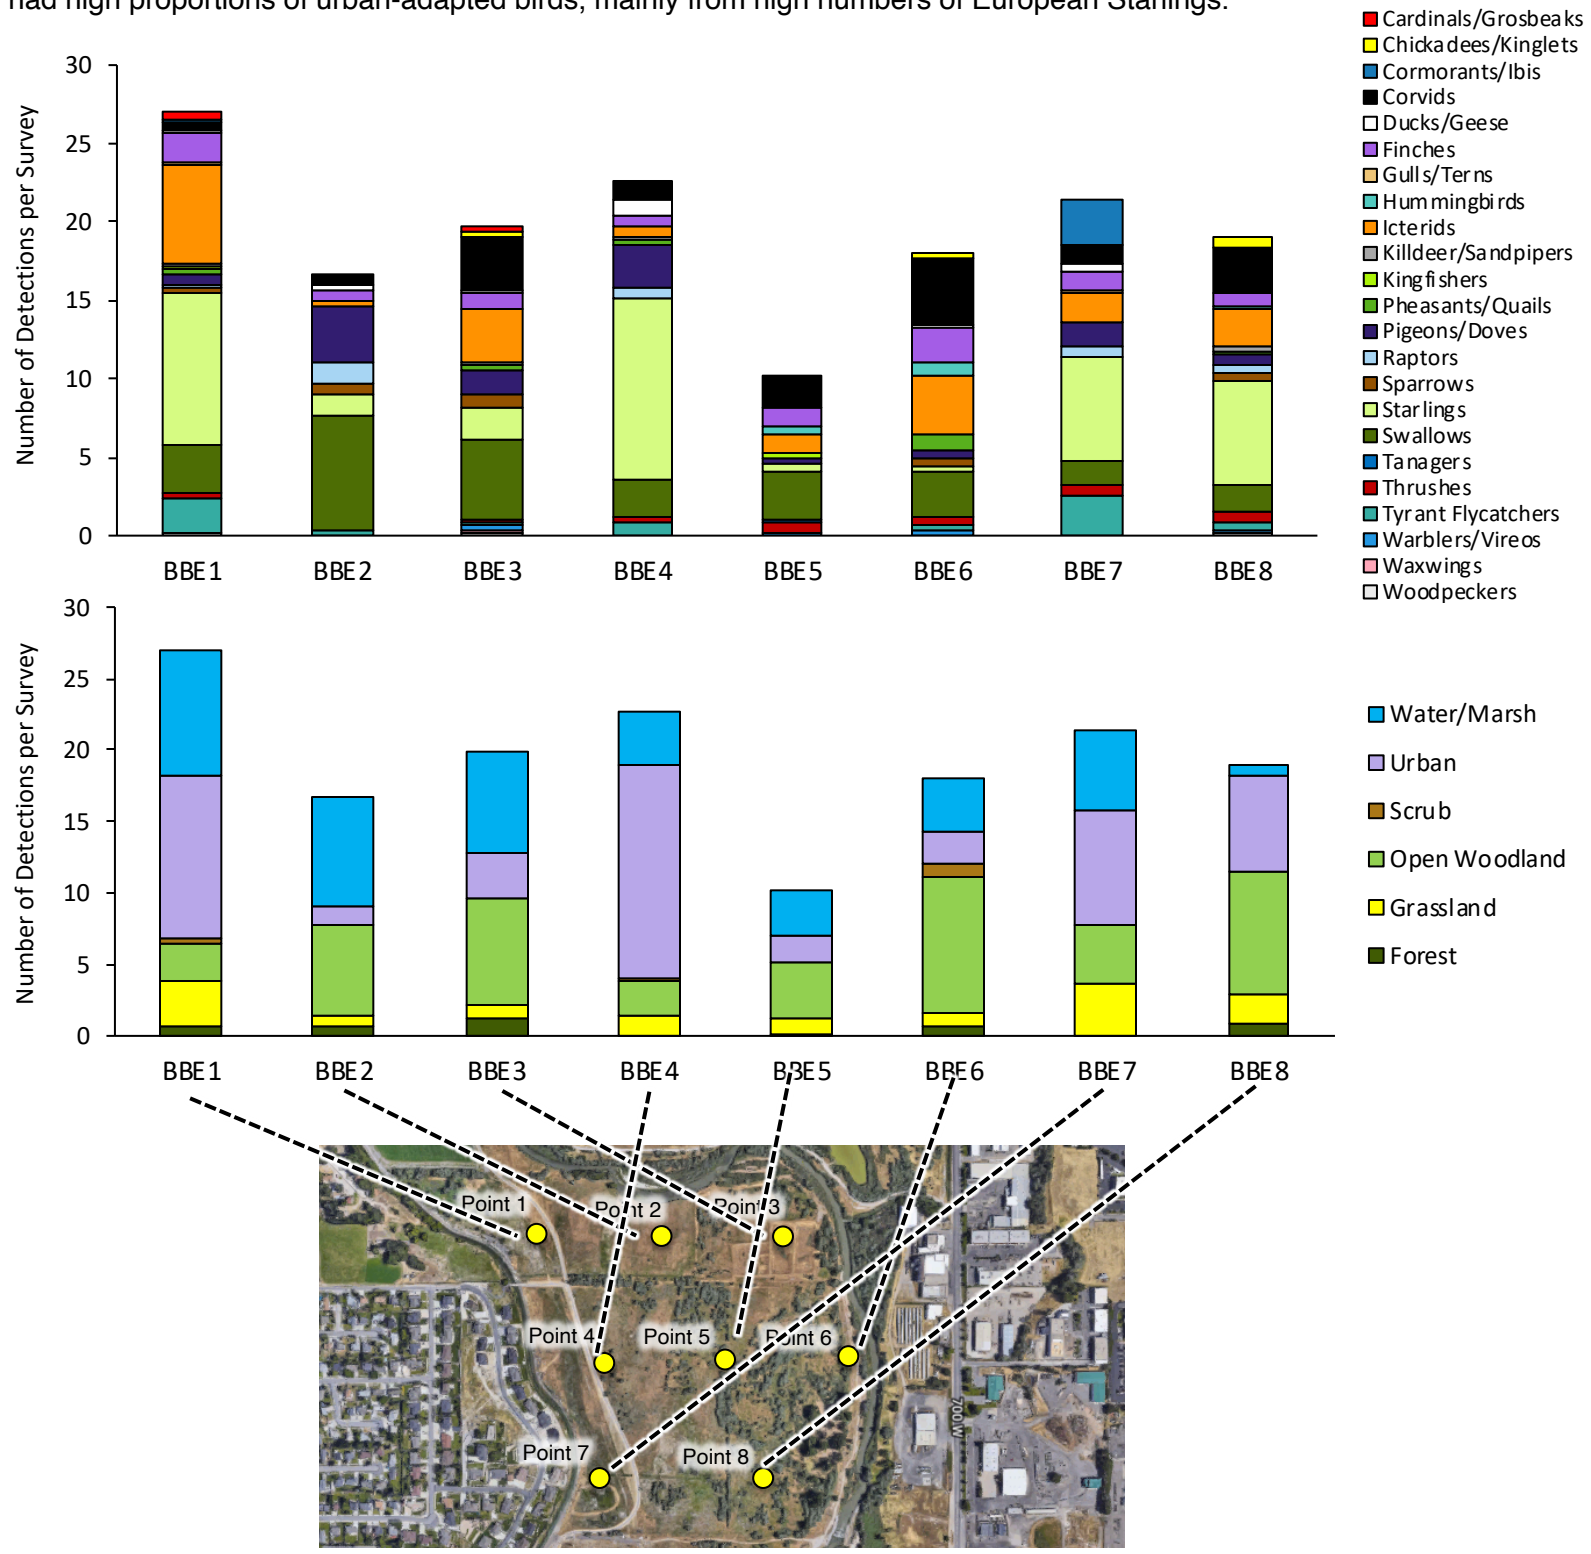 had high proportions of urban-adapted birds, mainly from high numbers of European Starlings.
Number of Detections per Survey
30
25
20
15
10
5
0
BBE1 BBE2 BBE3 BBE4 BBE5 BBE6 BBE7 BBE8
Cardinals/Grosbeaks
Chickadees/Kinglets
Cormorants/Ibis
Corvids
Ducks/Geese
Finches
Gulls/Terns
Hummingbirds
Icterids
Killdeer/Sandpipers
Kingfishers
Pheasants/Quails
Pigeons/Doves
Raptors
Sparrows
Starlings
Swallows
Tanagers
Thrushes
Tyrant Flycatchers
Warblers/Vireos
Waxwings
Woodpeckers
Number of Detections per Survey
30
25
20
15
10
5
0
BBE1 BBE2 BBE3 BBE4 BBE5 BBE6 BBE7 BBE8
Water/Marsh
Urban
Scrub
Open Woodland
Grassland
Forest
Point 1 Point 2 Point 3
Point 4 Point 5 Point 6
700 W
Point 7 Point 8